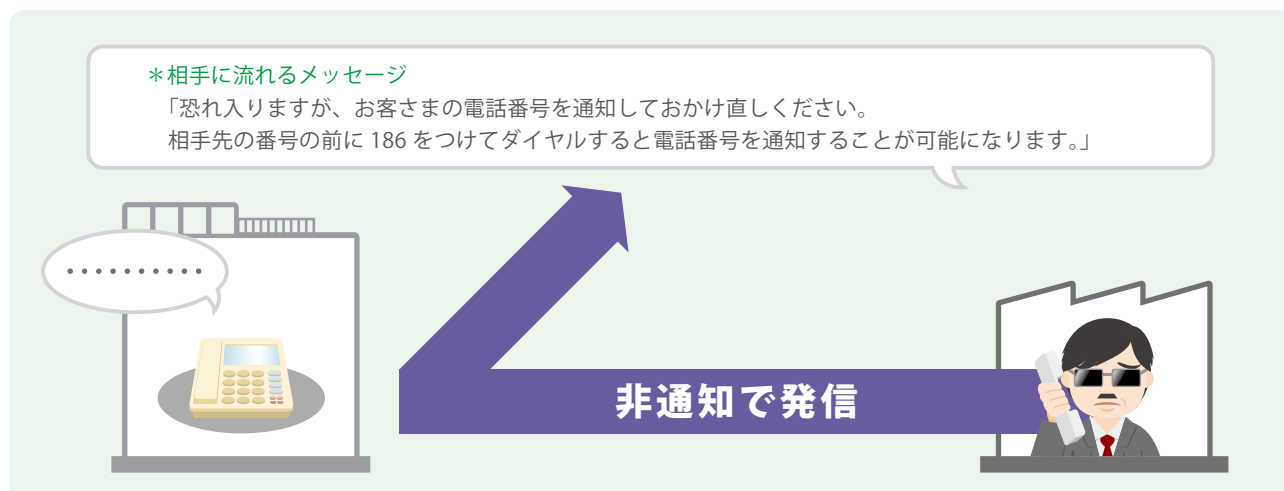 ＊相手に流れるメッセージ
「恐れ入りますが、お客さまの電話番号を通知しておかけ直しください。
相手先の番号の前に 186 をつけてダイヤルすると電話番号を通知することが可能になります。」
・・・・・・・・・・
非通知で発信